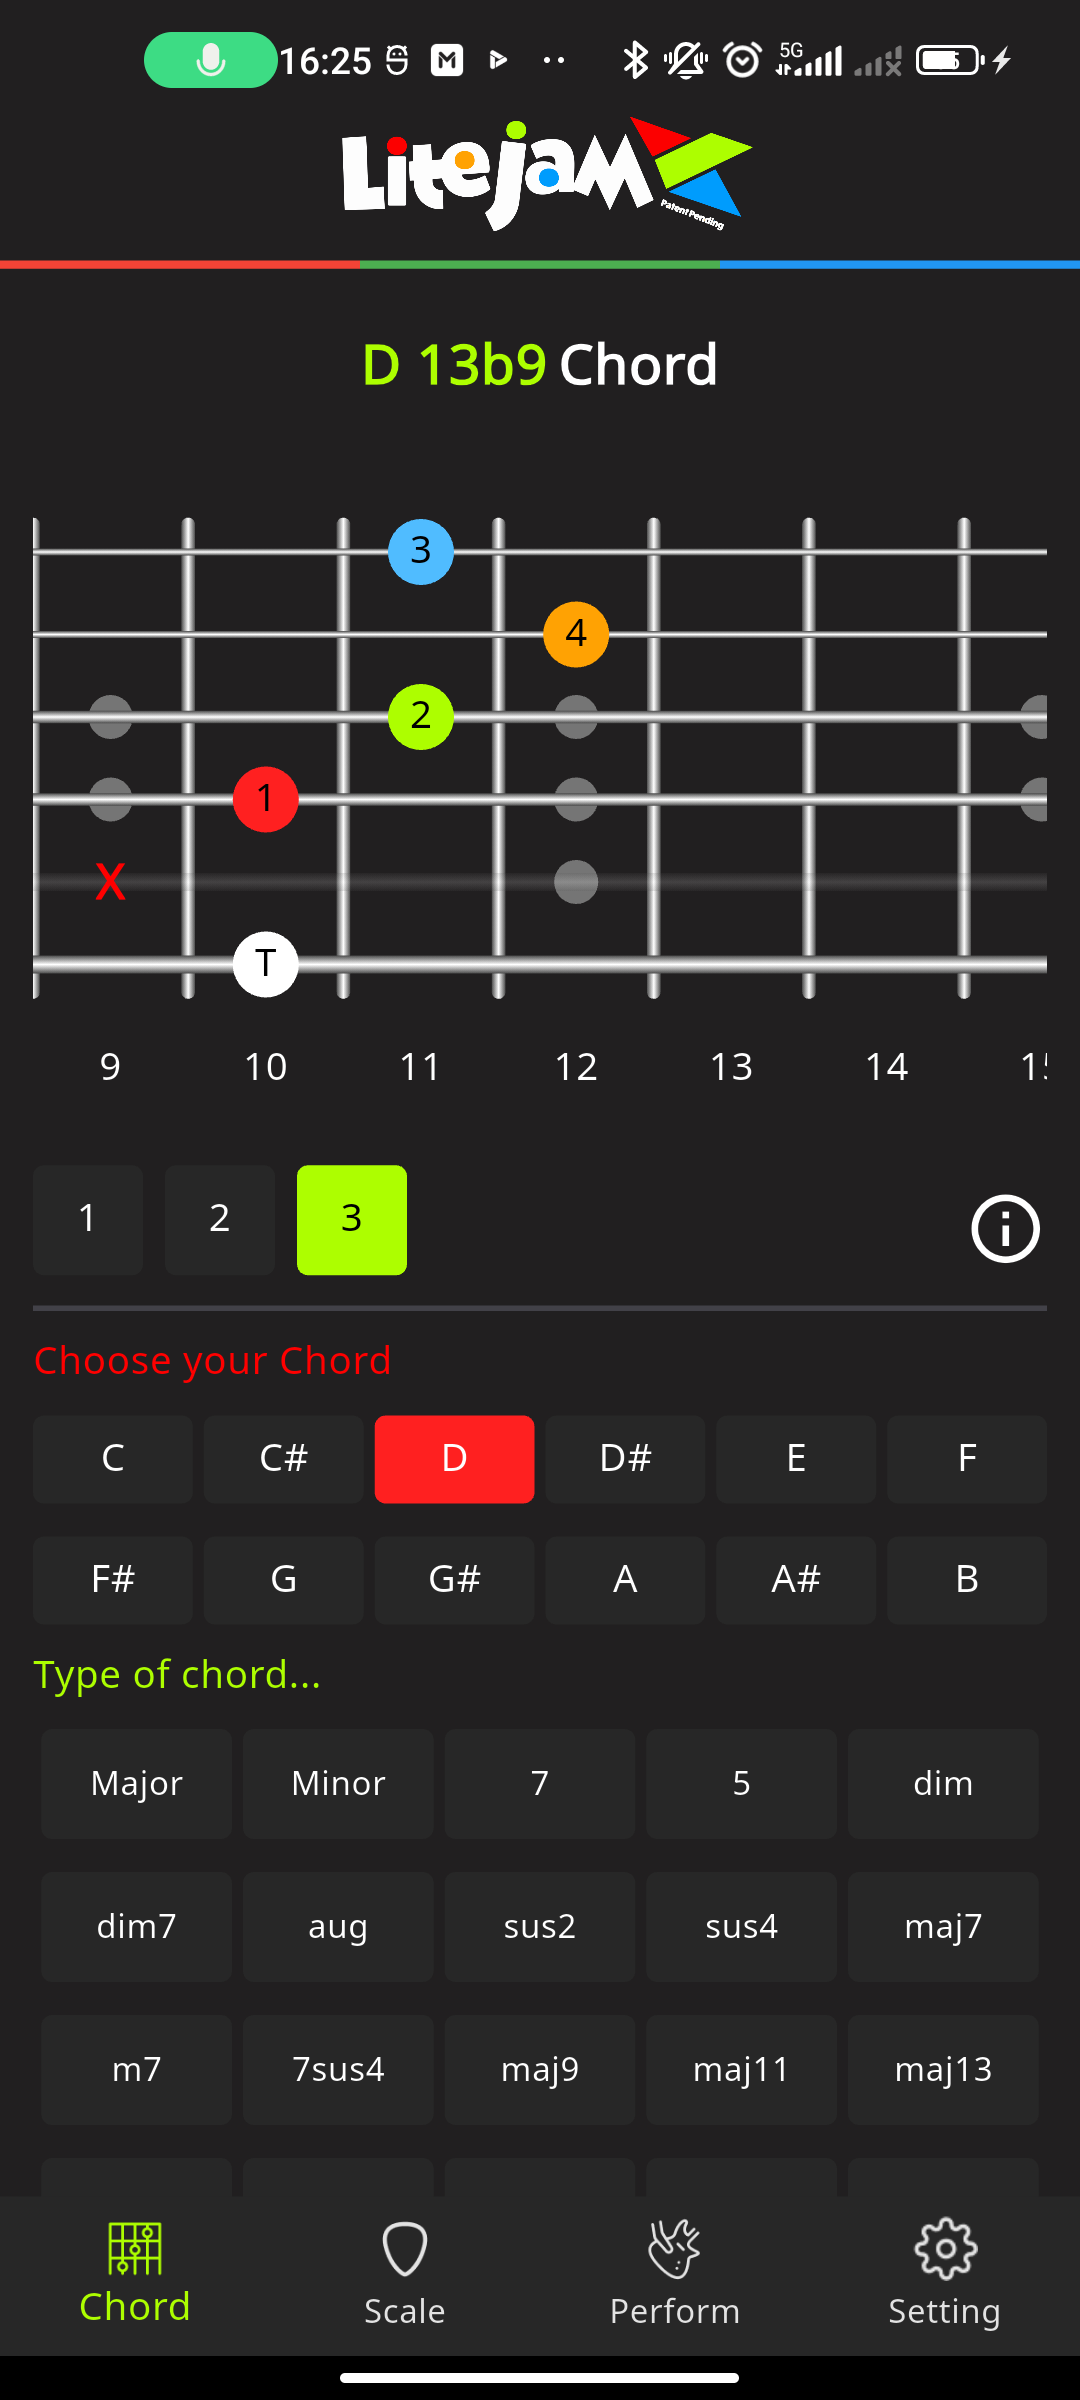 16:25 5G
LiteJam
Patent Pending
D 13b9 Chord
3
4
2
1
X
T
9 10 11 12 13 14 15
1 2 3
Choose your Chord
C C# D D# E F
F# G G# A A# B
Type of chord...
Major Minor 7 5 dim
dim7 aug sus2 sus4 maj7
m7 7sus4 maj9 maj11 maj13
Chord Scale Perform Setting